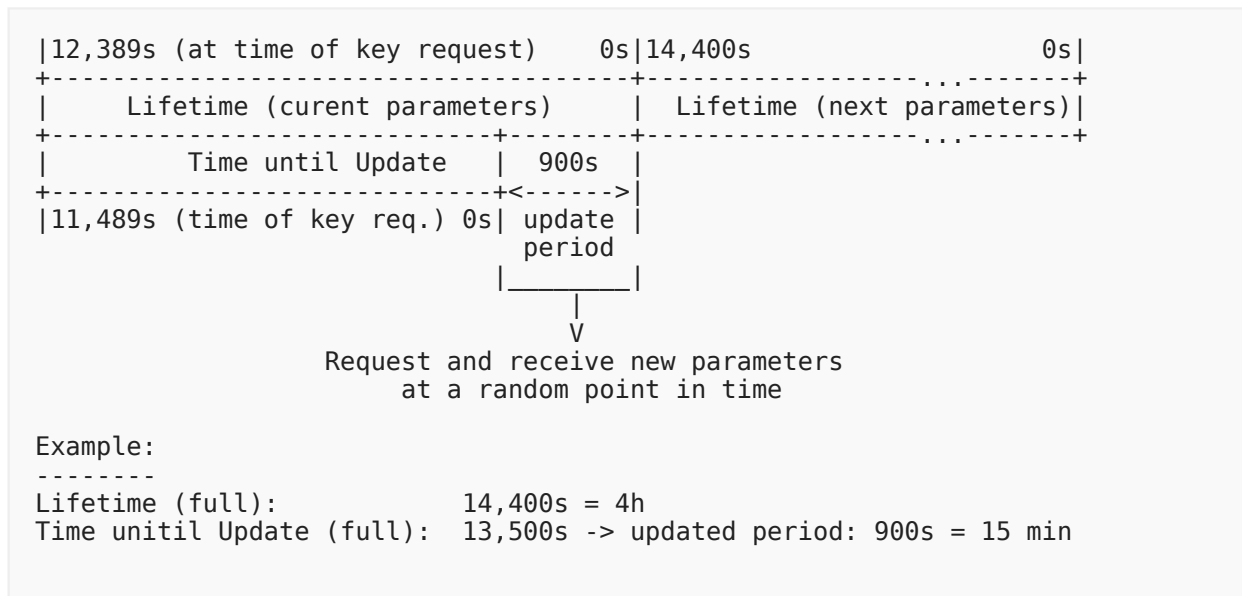 |12,389s (at time of key request)    0s|14,400s                   0s|
+--------------------------------------+------------------...-------+
|     Lifetime (curent parameters)     |  Lifetime (next parameters)|
+-----------------------------+--------+------------------...-------+
|         Time until Update   |  900s  |
+-----------------------------+<------>|
|11,489s (time of key req.) 0s| update |
                                period
                              |________|
                                   |
                                   V
                   Request and receive new parameters
                        at a random point in time
Example:
--------
Lifetime (full):            14,400s = 4h
Time unitil Update (full):  13,500s -> updated period: 900s = 15 min